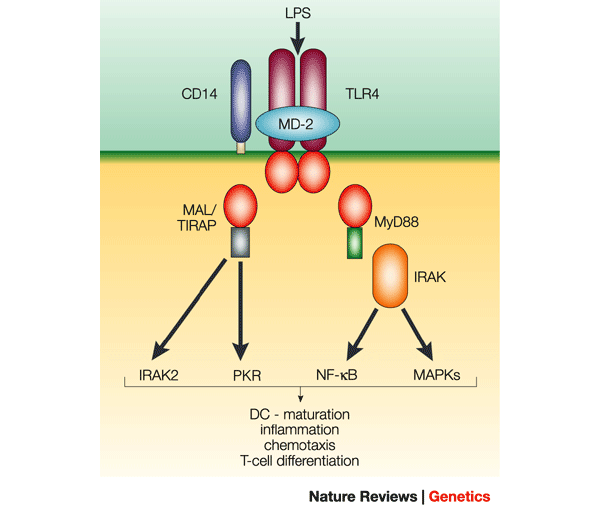 LPS
CD14
TLR4
MD-2
MAL/
TIRAP
MyD88
IRAK
IRAK2
PKR
NF-κB
MAPKs
DC - maturation
inflammation
chemotaxis
T-cell differentiation
Nature Reviews | Genetics